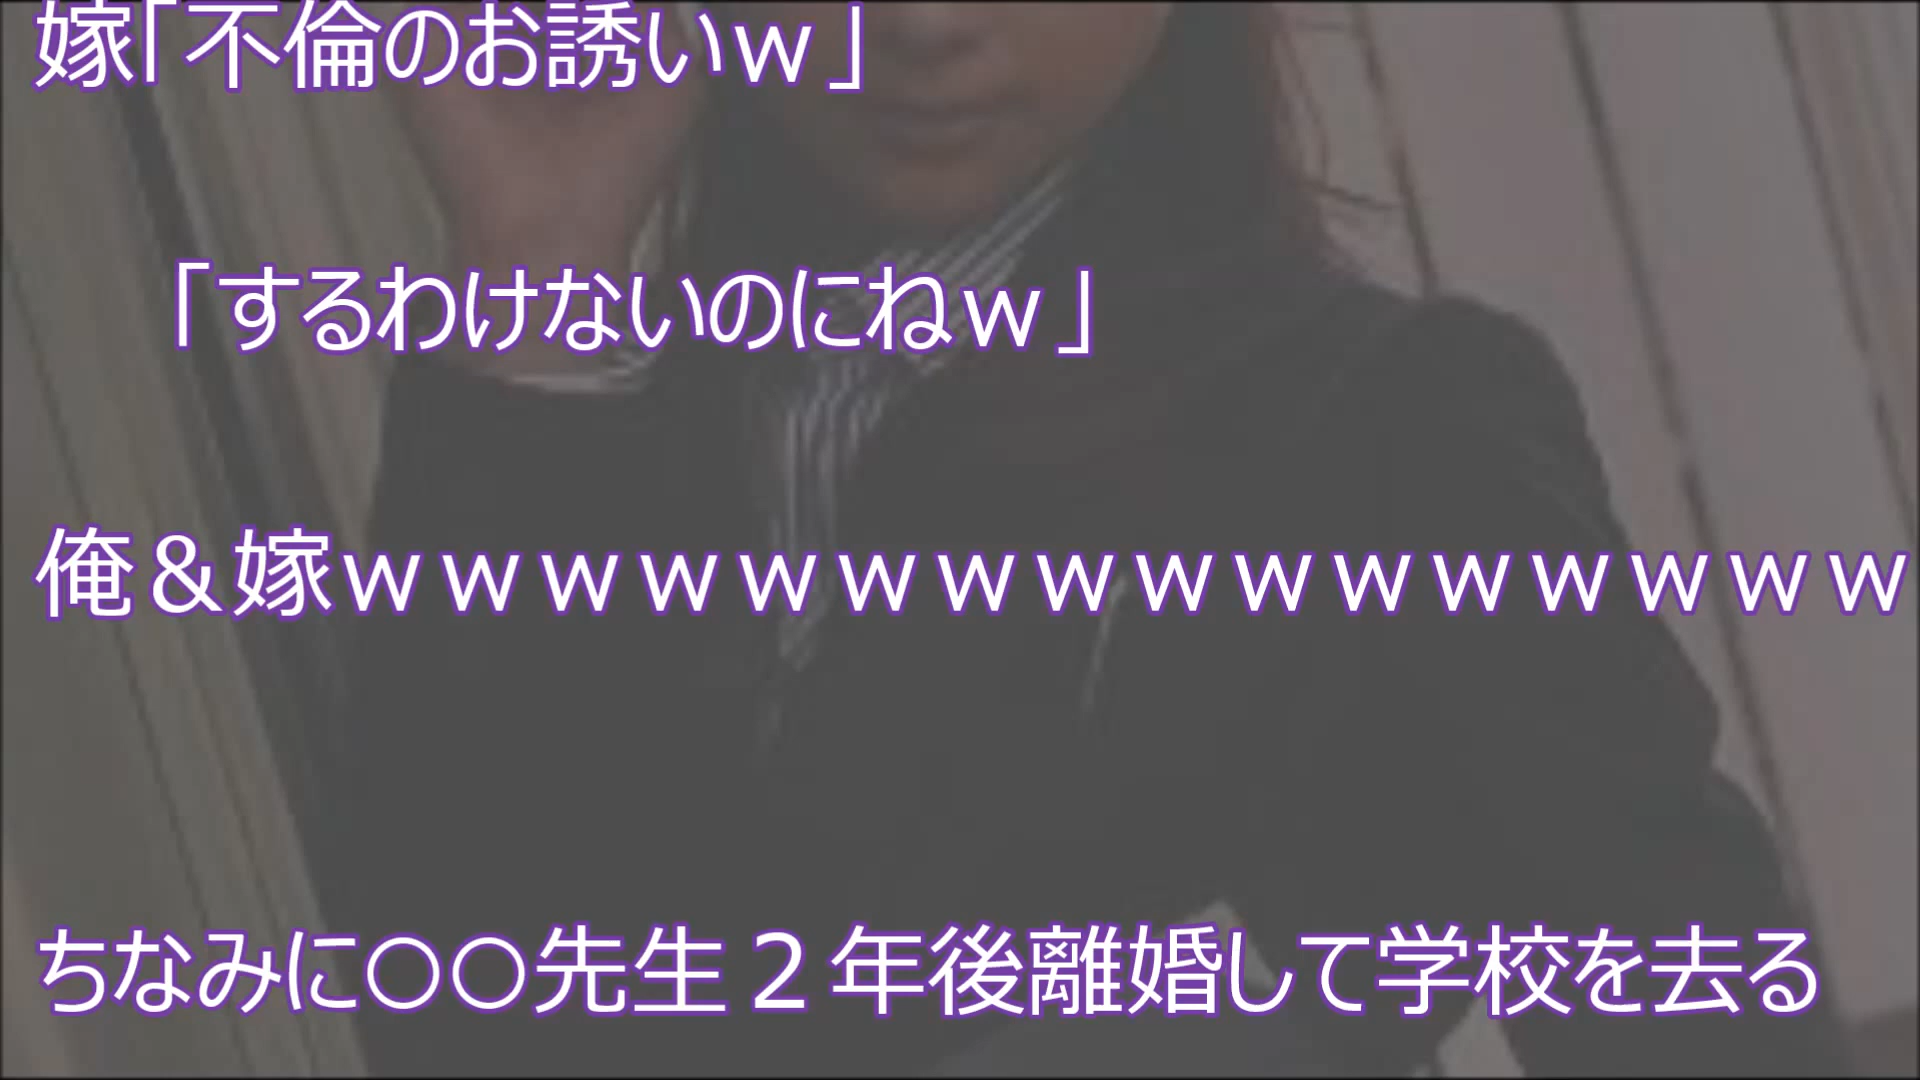 嫁「不倫のお誘いｗ」
「するわけないのにねｗ」
俺＆嫁ｗｗｗｗｗｗｗｗｗｗｗｗｗｗｗｗ
ちなみに〇〇先生２年後離婚して学校を去る